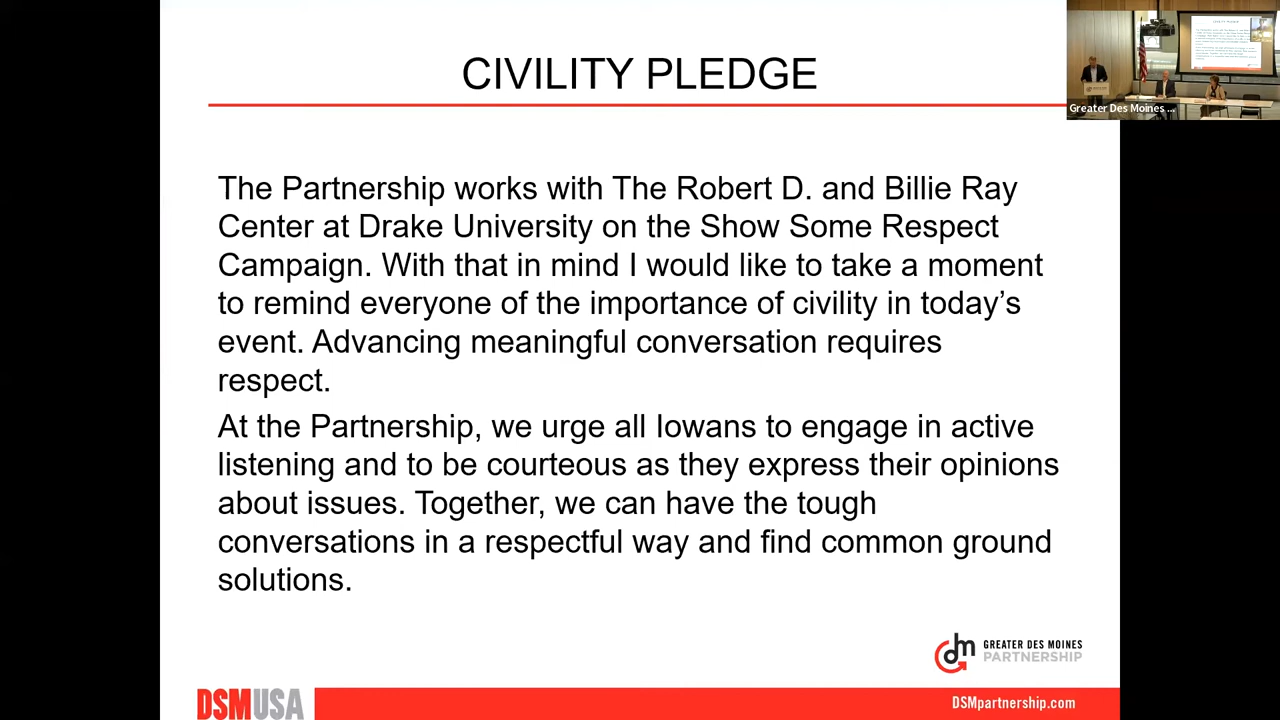 CIVILITY PLEDGE
Greater Des Moines ...
The Partnership works with The Robert D. and Billie Ray
Center at Drake University on the Show Some Respect
Campaign. With that in mind I would like to take a moment
to remind everyone of the importance of civility in today’s
event. Advancing meaningful conversation requires
respect.
At the Partnership, we urge all Iowans to engage in active
listening and to be courteous as they express their opinions
about issues. Together, we can have the tough
conversations in a respectful way and find common ground
solutions.
dm GREATER DES MOINES
PARTNERSHIP
DSMUSA
DSMpartnership.com